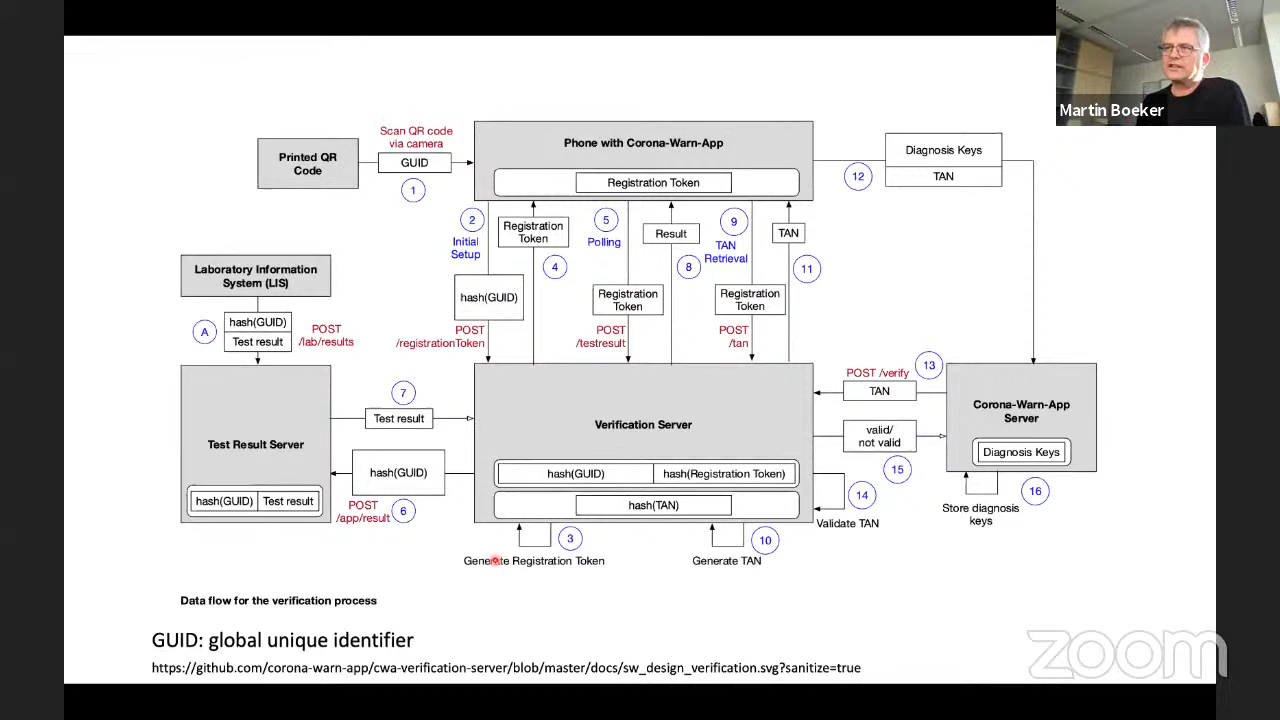 Martin Boeker
Printed QR
Code
Scan QR code
via camera
GUID
1
Phone with Corona-Warn-App
Registration Token
12
Diagnosis Keys
TAN
2
Initial
Setup
Registration
Token
4
5
Polling
Result
8
9
TAN
Retrieval
TAN
11
Laboratory Information
System (LIS)
hash(GUID)
Registration
Token
Registration
Token
A
hash(GUID)
Test result
POST
/lab/results
POST
/registrationToken
POST
/testresult
POST
/tan
7
Test result
Test Result Server
hash(GUID)
Test result
hash(GUID)
POST
/app/result
6
Verification Server
hash(GUID)
hash(Registration Token)
hash(TAN)
3
Generate Registration Token
10
Generate TAN
POST /verify
13
TAN
valid/
not valid
15
14
Validate TAN
Corona-Warn-App
Server
Diagnosis Keys
16
Store diagnosis
keys
Data flow for the verification process
GUID: global unique identifier
https://github.com/corona-warn-app/cwa-verification-server/blob/master/docs/sw_design_verification.svg?sanitize=true
zoom